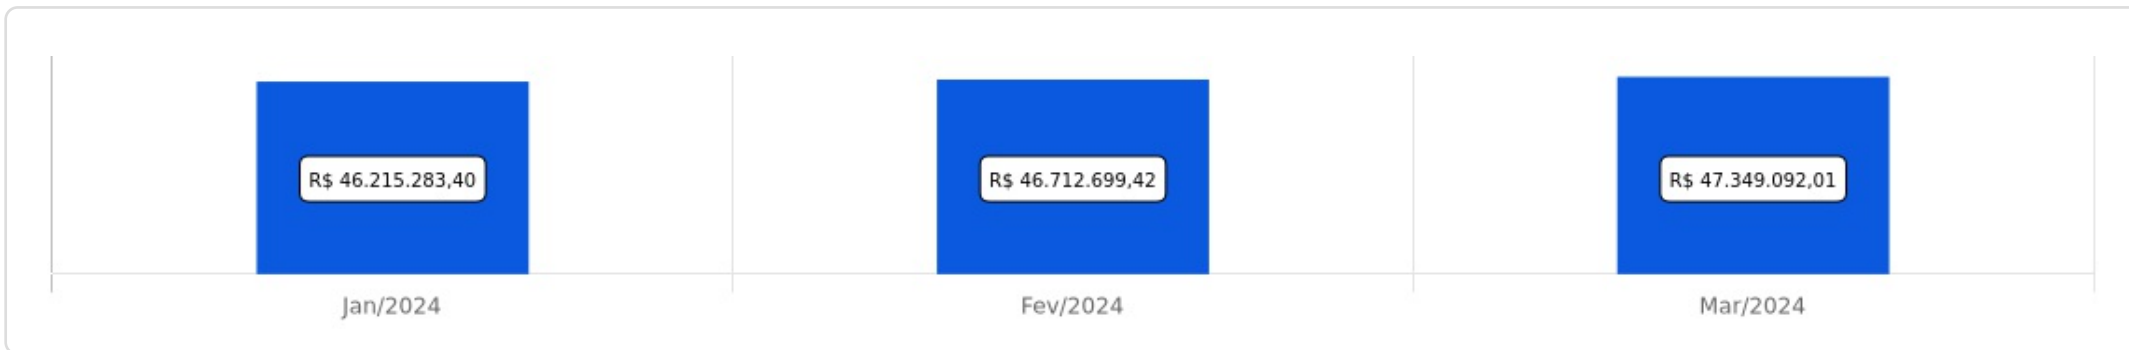 R$ 46.215.283,40 R$ 46.712.699,42 R$ 47.349.092,01
Jan/2024 Fev/2024 Mar/2024